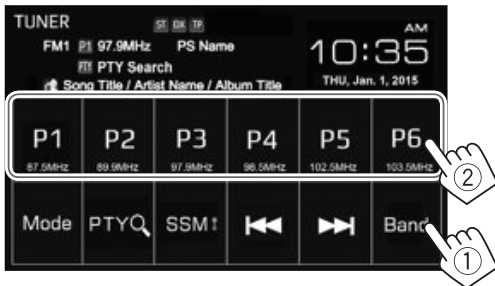 TUNER ST DX TP AM
FM1 P1 97.9MHz PS Name 10:35
PTY PTY Search
Song Title / Artist Name / Album Title THU, Jan. 1, 2015
P1 P2 P3 P4 P5 P6
87.5MHz 89.9MHz 97.9MHz 98.5MHz 102.5MHz 103.5MHz
2
Mode PTY SSM Band
1